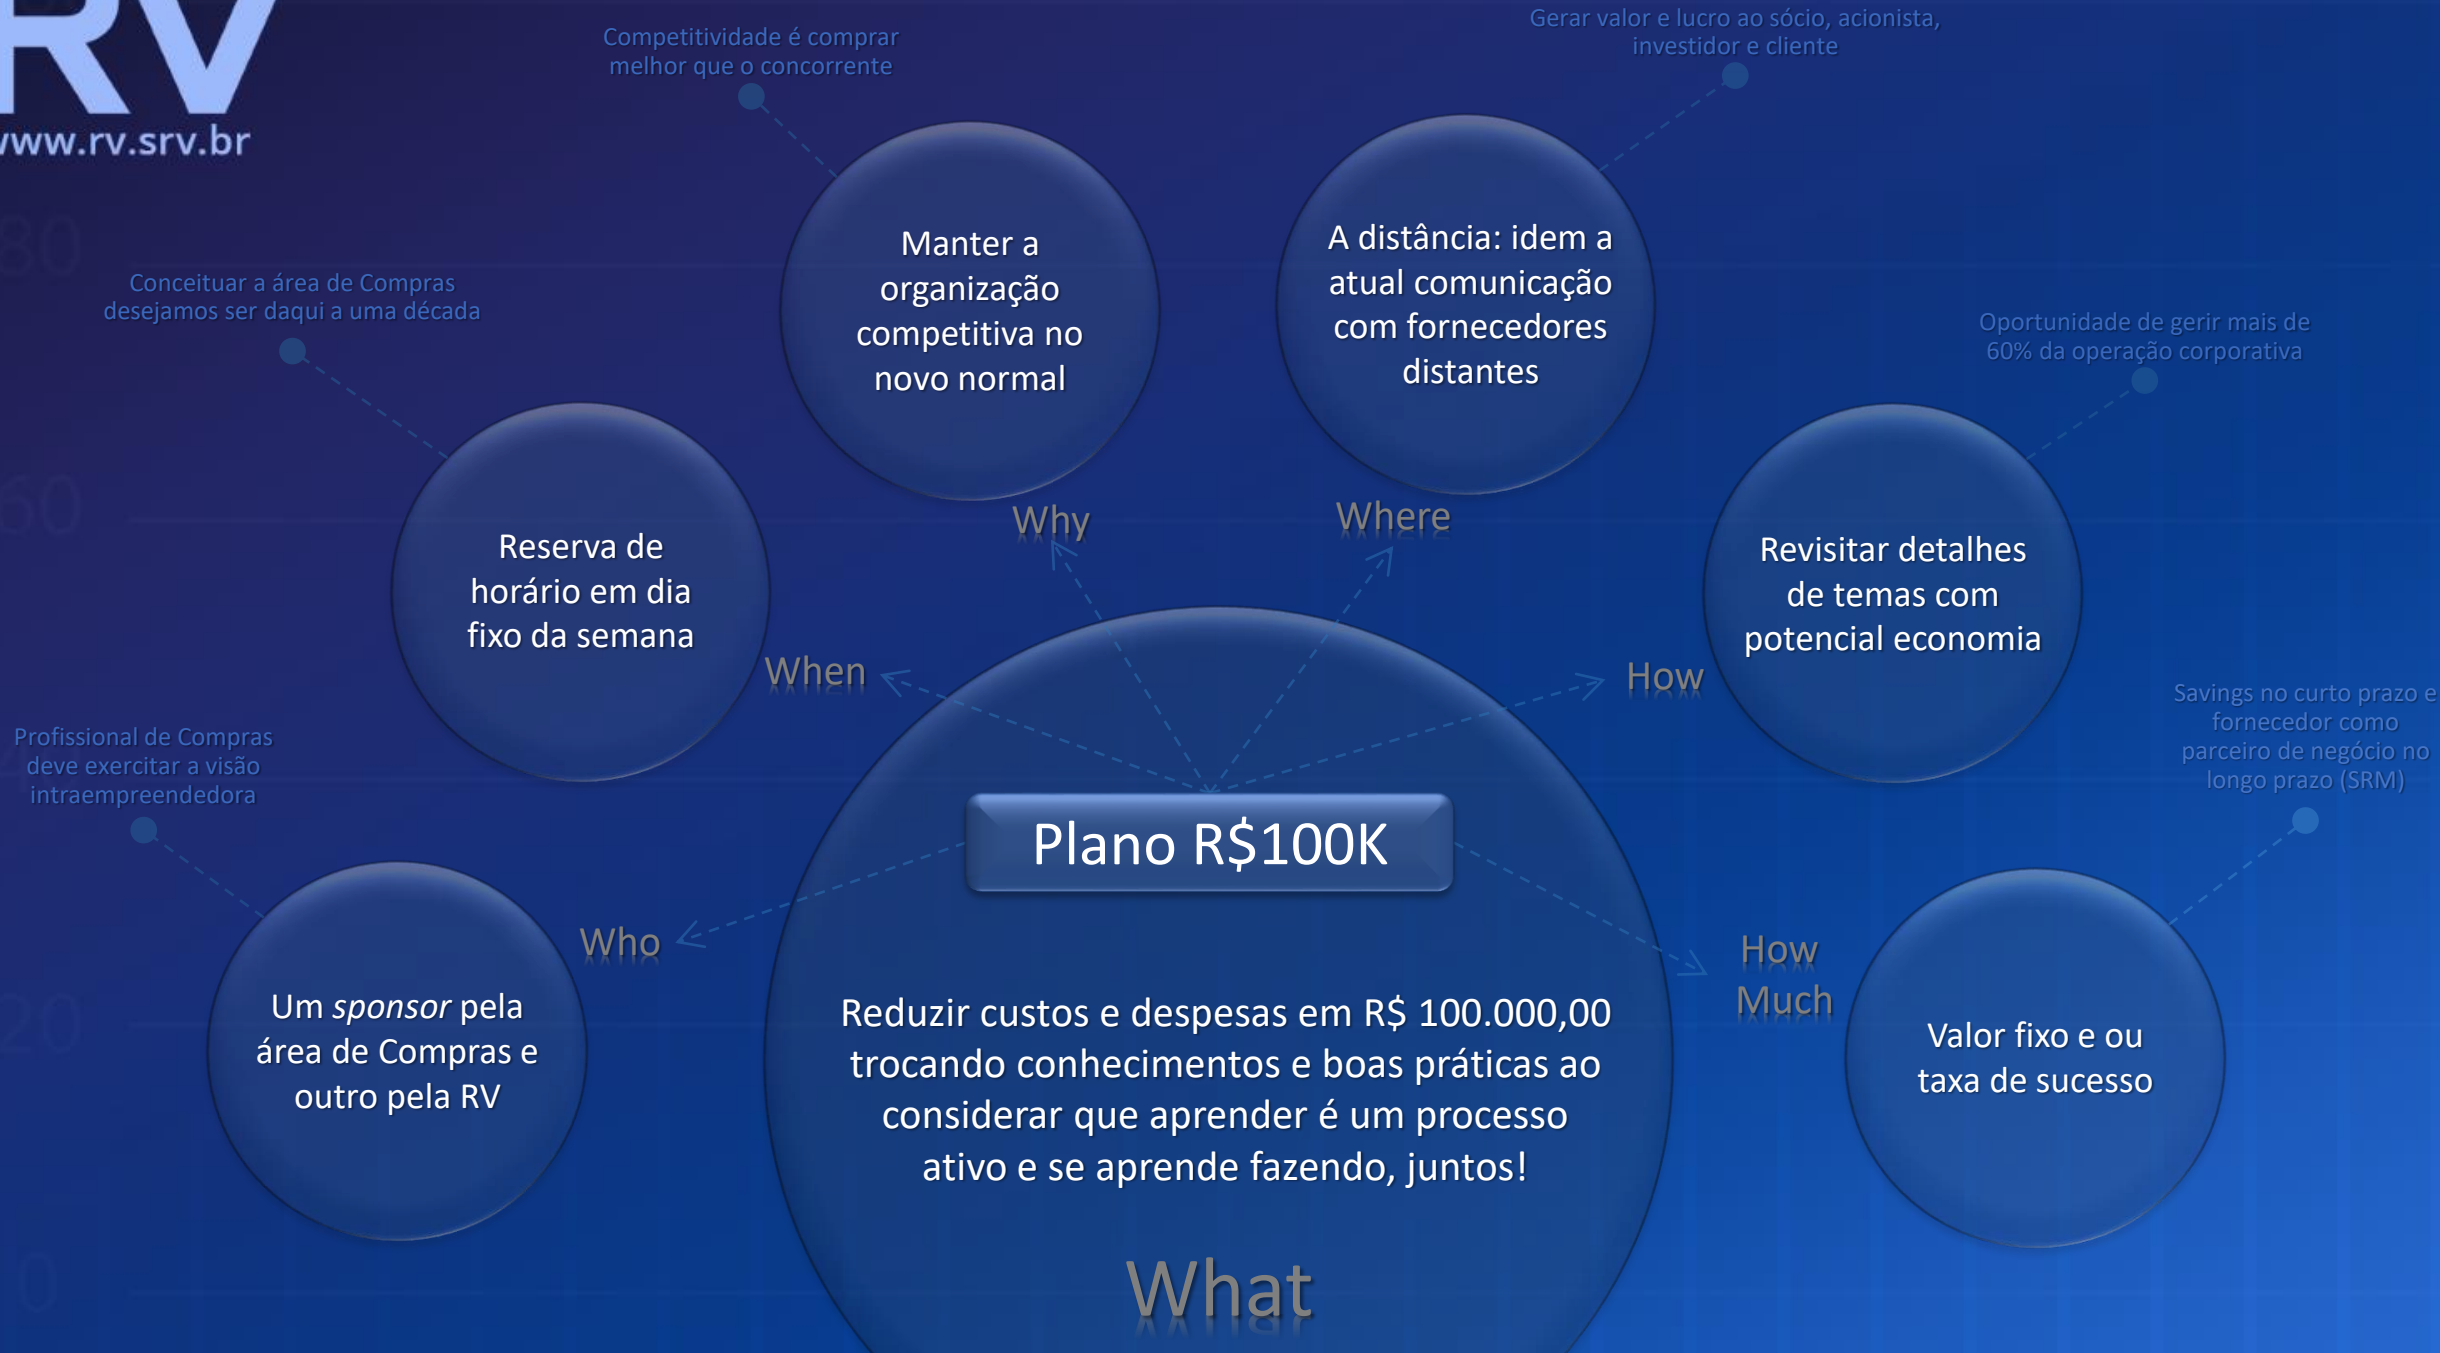 RV
www.rv.srv.br
Competitividade é comprar
melhor que o concorrente
Gerar valor e lucro ao sócio, acionista,
investidor e cliente
Manter a
organização
competitiva no
novo normal
A distância: idem a
atual comunicação
com fornecedores
distantes
80
Conceituar a área de Compras
desejamos ser daqui a uma década
Oportunidade de gerir mais de
60% da operação corporativa
60
Why
Where
Reserva de
horário em dia
fixo da semana
Revisitar detalhes
de temas com
potencial economia
When
How
Profissional de Compras
deve exercitar a visão
intraempreendedora
Savings no curto prazo e
fornecedor como
parceiro de negócio no
longo prazo (SRM)
40
Plano R$100K
Who
How
Much
Um sponsor pela
área de Compras e
outro pela RV
Reduzir custos e despesas em R$ 100.000,00
trocando conhecimentos e boas práticas ao
considerar que aprender é um processo
ativo e se aprende fazendo, juntos!
Valor fixo e ou
taxa de sucesso
20
What
0